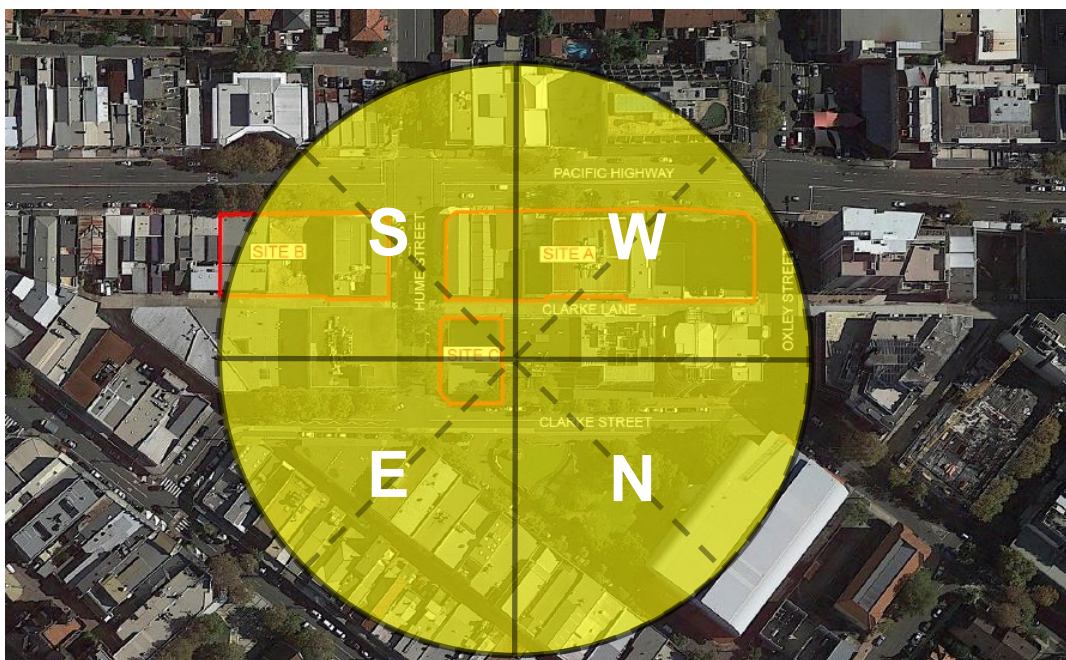 PACIFIC HIGHWAY
S
W
SITE B
HUME STREET
SITE A
OXLEY STREET
CLARKE LANE
SITE C
CLARKE STREET
E
N